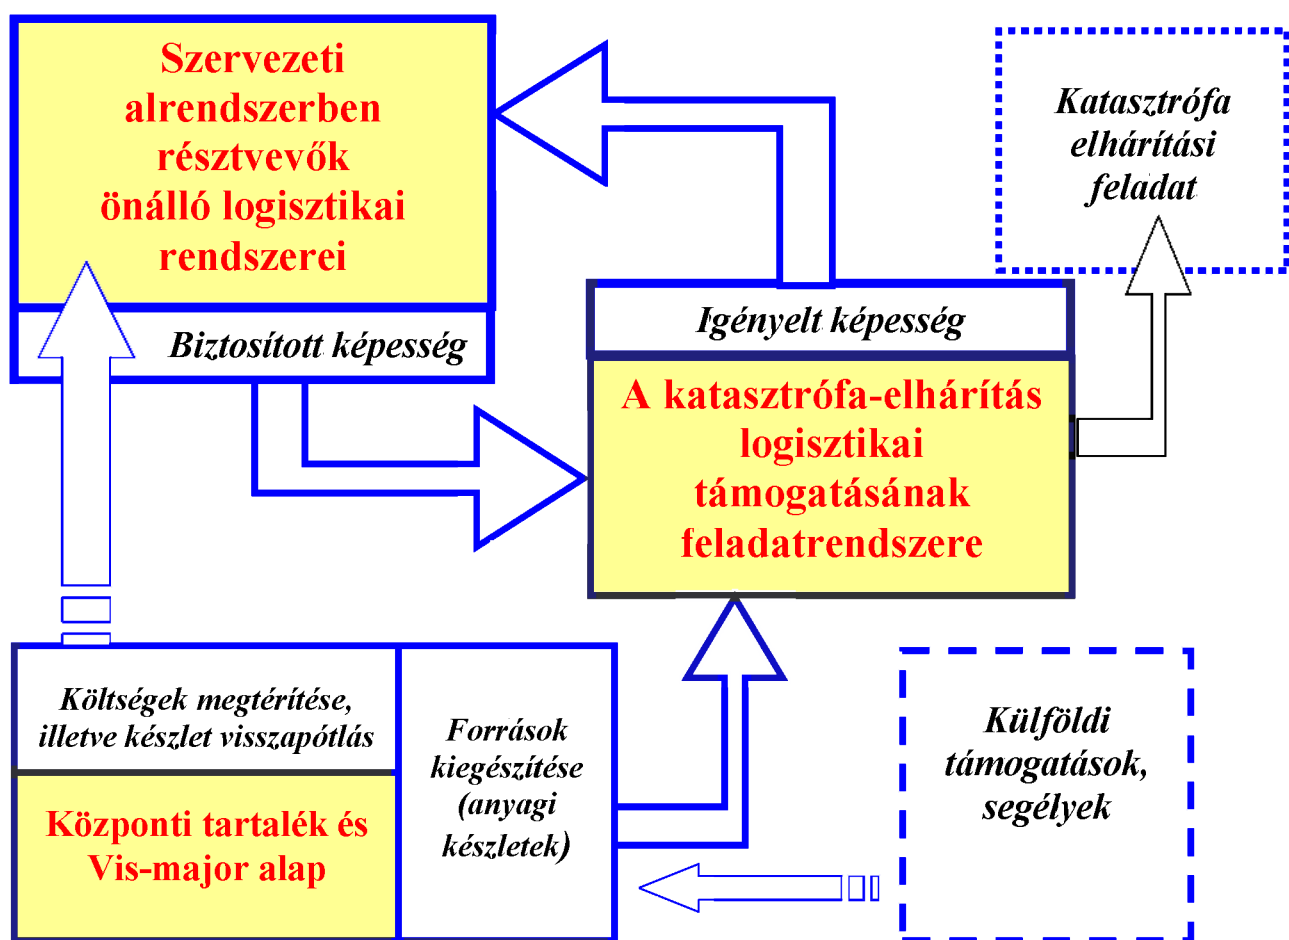 Szervezeti
alrendszerben
résztvevők
önálló logisztikai
rendszerei
Biztosított képesség
Igényelt képesség
A katasztrófa-elhárítás
logisztikai
támogatásának
feladatrendszere
Katasztrófa
elhárítási
feladat
Költségek megtérítése,
illetve készlet visszapótlás
Központi tartalék és
Vis-major alap
Források
kiegészítése
(anyagi
készletek)
Külföldi
támogatások,
segélyek